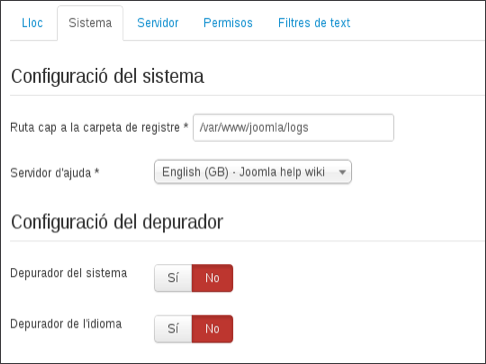 Lloc Sistema Servidor Permisos Filtres de text
Configuració del sistema
Ruta cap a la carpeta de registre * /var/www/joomla/logs
Servidor d'ajuda * English (GB) - Joomla help wiki
Configuració del depurador
Depurador del sistema Sí No
Depurador de l'idioma Sí No